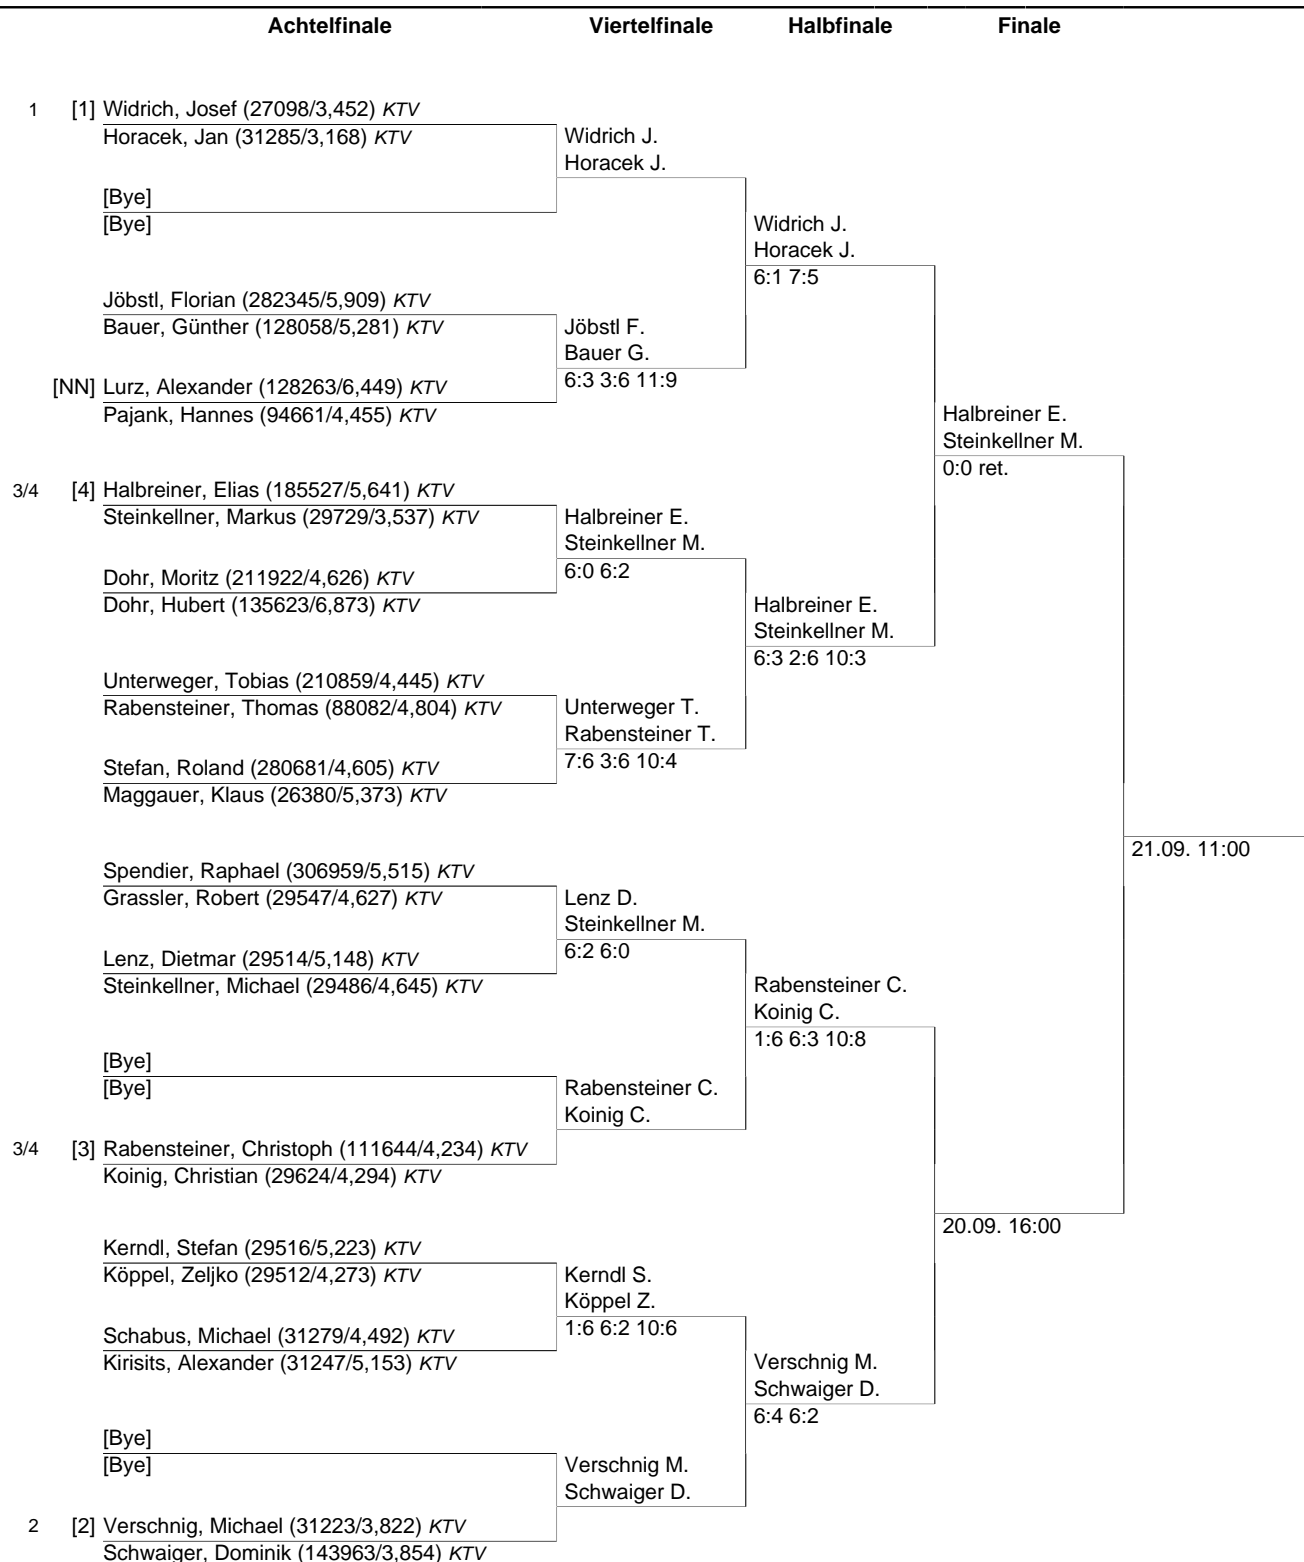 Achtelfinale Viertelfinale Halbfinale Finale
1 [1] Widrich, Josef (27098/3,452) KTV
Horacek, Jan (31285/3,168) KTV Widrich J.
Horacek J.
[Bye]
[Bye] Widrich J.
Horacek J.
6:1 7:5
Jöbstl, Florian (282345/5,909) KTV
Bauer, Günther (128058/5,281) KTV Jöbstl F.
Bauer G.
[NN] Lurz, Alexander (128263/6,449) KTV 6:3 3:6 11:9
Pajank, Hannes (94661/4,455) KTV Halbreiner E.
Steinkellner M.
0:0 ret.
3/4 [4] Halbreiner, Elias (185527/5,641) KTV
Steinkellner, Markus (29729/3,537) KTV Halbreiner E.
Steinkellner M.
Dohr, Moritz (211922/4,626) KTV 6:0 6:2
Dohr, Hubert (135623/6,873) KTV Halbreiner E.
Steinkellner M.
6:3 2:6 10:3
Unterweger, Tobias (210859/4,445) KTV
Rabensteiner, Thomas (88082/4,804) KTV Unterweger T.
Rabensteiner T.
Stefan, Roland (280681/4,605) KTV 7:6 3:6 10:4
Maggauer, Klaus (26380/5,373) KTV
21.09. 11:00
Spendier, Raphael (306959/5,515) KTV
Grassler, Robert (29547/4,627) KTV Lenz D.
Steinkellner M.
Lenz, Dietmar (29514/5,148) KTV 6:2 6:0
Steinkellner, Michael (29486/4,645) KTV Rabensteiner C.
Koinig C.
1:6 6:3 10:8
[Bye]
[Bye] Rabensteiner C.
Koinig C.
3/4 [3] Rabensteiner, Christoph (111644/4,234) KTV
Koinig, Christian (29624/4,294) KTV
20.09. 16:00
Kerndl, Stefan (29516/5,223) KTV
Köppel, Zeljko (29512/4,273) KTV Kerndl S.
Köppel Z.
Schabus, Michael (31279/4,492) KTV 1:6 6:2 10:6
Kirisits, Alexander (31247/5,153) KTV Verschnig M.
Schwaiger D.
6:4 6:2
[Bye]
[Bye] Verschnig M.
Schwaiger D.
2 [2] Verschnig, Michael (31223/3,822) KTV
Schwaiger, Dominik (143963/3,854) KTV